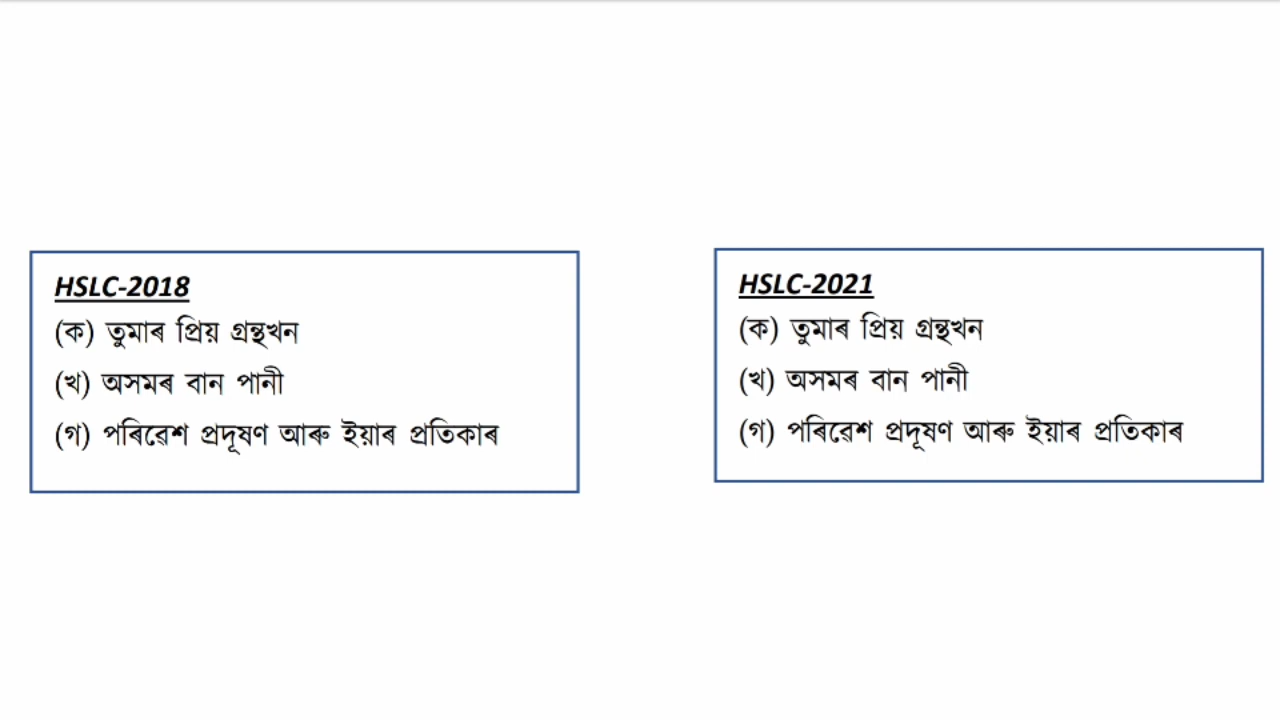 HSLC-2018
(ক) তুমাৰ প্ৰিয় গ্ৰন্থখন
(খ) অসমৰ বান পানী
(গ) পৰিৱেশ প্ৰদূষণ আৰু ইয়াৰ প্ৰতিকাৰ
HSLC-2021
(ক) তুমাৰ প্ৰিয় গ্ৰন্থখন
(খ) অসমৰ বান পানী
(গ) পৰিৱেশ প্ৰদূষণ আৰু ইয়াৰ প্ৰতিকাৰ